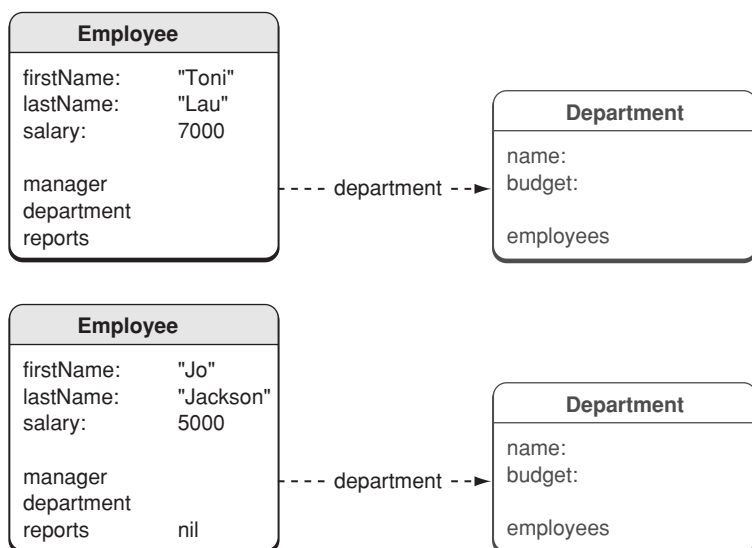 Employee
firstName: "Toni"
lastName: "Lau"
salary: 7000
manager
department
reports
department
Department
name:
budget:
employees
Employee
firstName: "Jo"
lastName: "Jackson"
salary: 5000
manager
department
reports nil
department
Department
name:
budget:
employees